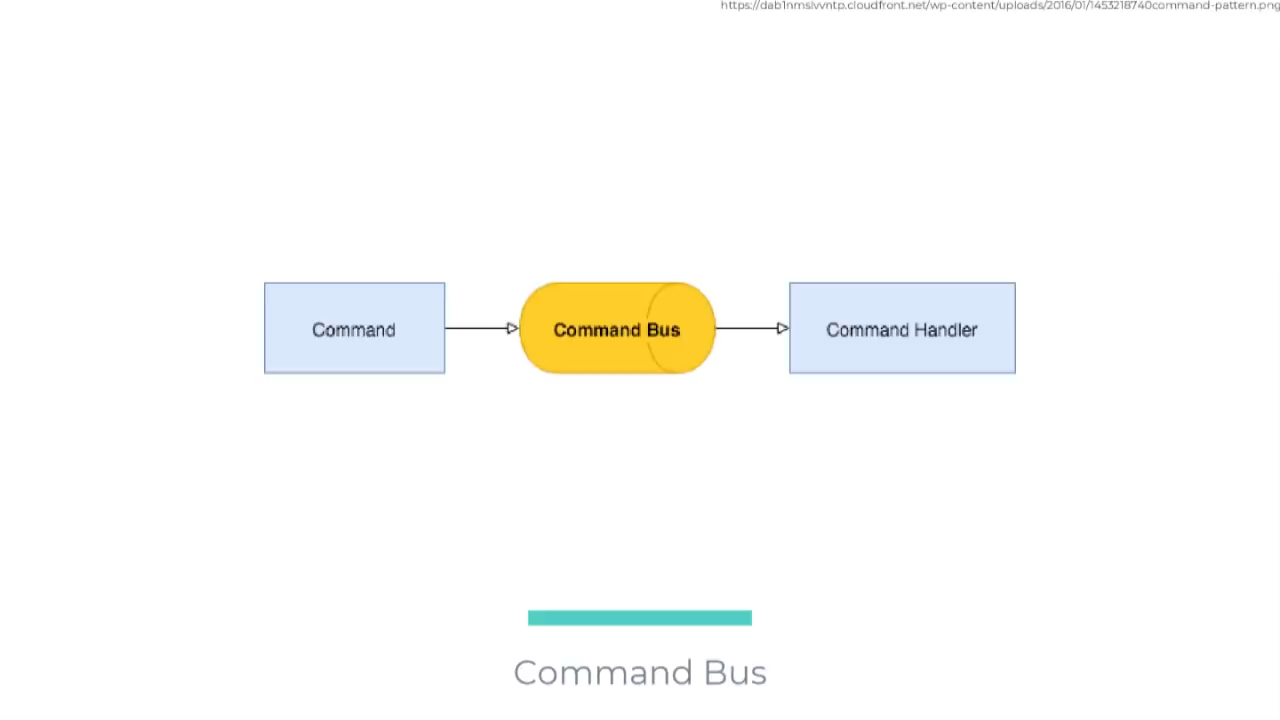 https://dab1nmslvvntp.cloudfront.net/wp-content/uploads/2016/01/1453218740command-pattern.png
Command
Command Bus
Command Handler
Command Bus